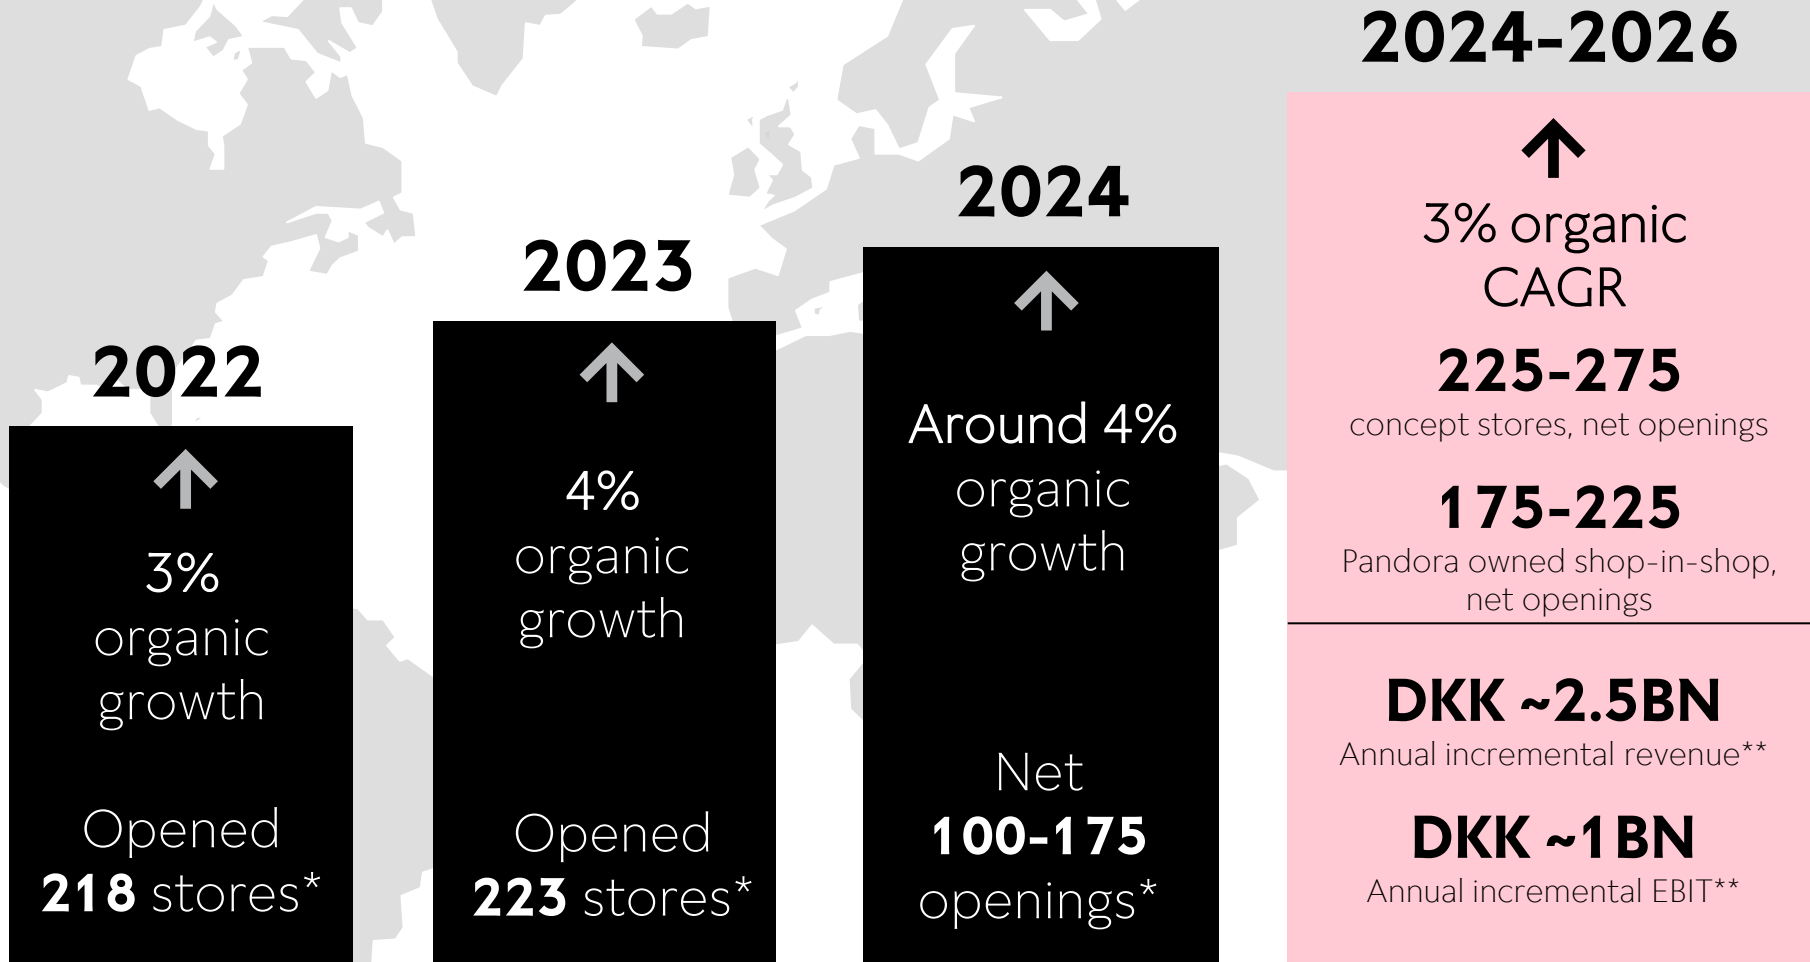 2022
3%
organic
growth
Opened
218 stores*
2023
4%
organic
growth
Opened
223 stores*
2024
Around 4%
organic
growth
Net
100-175
openings*
2024-2026
3% organic
CAGR
225-275
concept stores, net openings
175-225
Pandora owned shop-in-shop,
net openings
DKK ~2.5BN
Annual incremental revenue**
DKK ~1BN
Annual incremental EBIT**